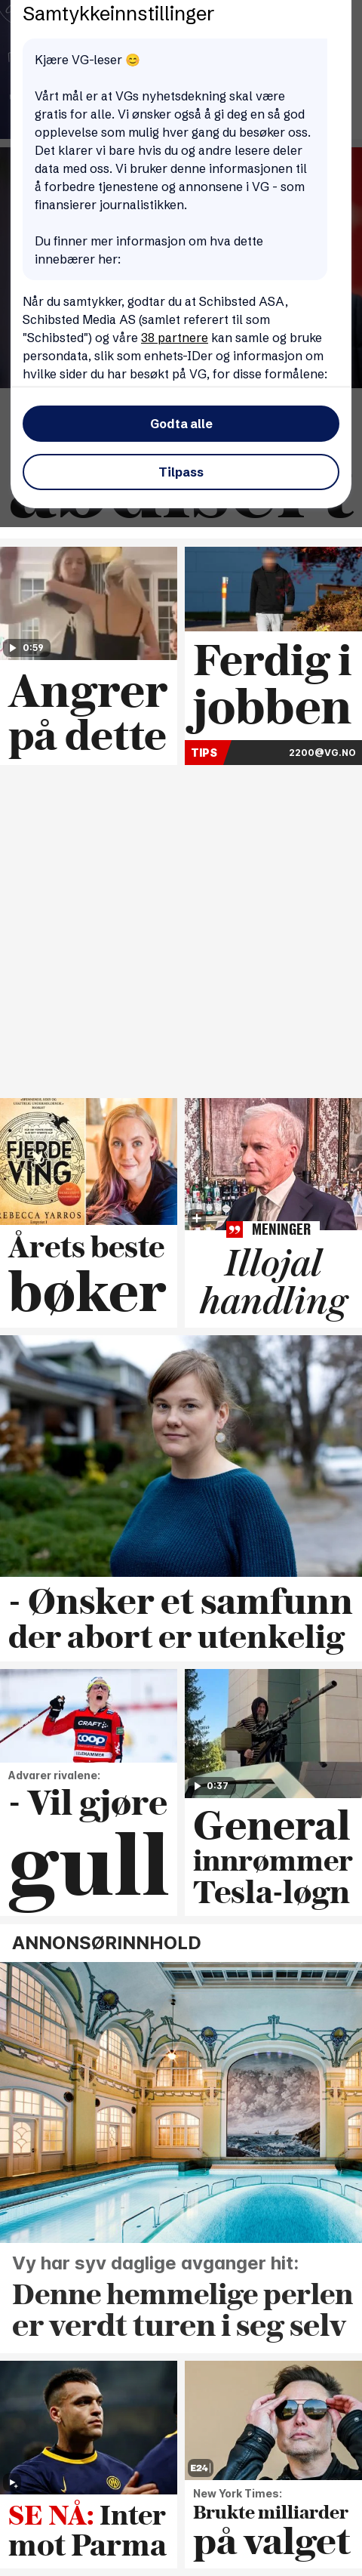 Samtykkeinnstillinger
Kjære VG-leser 😊
Vårt mål er at VGs nyhetsdekning skal være
gratis for alle. Vi ønsker også å gi deg en så god
opplevelse som mulig hver gang du besøker oss.
Det klarer vi bare hvis du og andre lesere deler
data med oss. Vi bruker denne informasjonen til
å forbedre tjenestene og annonsene i VG - som
finansierer journalistikken.
Du finner mer informasjon om hva dette
innebærer her:
Når du samtykker, godtar du at Schibsted ASA,
Schibsted Media AS (samlet referert til som
"Schibsted") og våre 38 partnere kan samle og bruke
persondata, slik som enhets-IDer og informasjon om
hvilke sider du har besøkt på VG, for disse formålene:
Godta alle
Tilpass
0:59
Angrer
på dette
Ferdig i
jobben
TIPS
2200@VG.NO
FJERDE
VING
REBECCA YARROS
Årets beste
bøker
MENINGER
Illojal
handling
- Ønsker et samfunn
der abort er utenkelig
CRAFT
coop
Advarer rivalene:
- Vil gjøre
gull
0:37
General
innrømmer
Tesla-løgn
ANNONSØRINNHOLD
Vy har syv daglige avganger hit:
Denne hemmelige perlen
er verdt turen i seg selv
SE NÅ: Inter
mot Parma
E24
New York Times:
Brukte milliarder
på valget